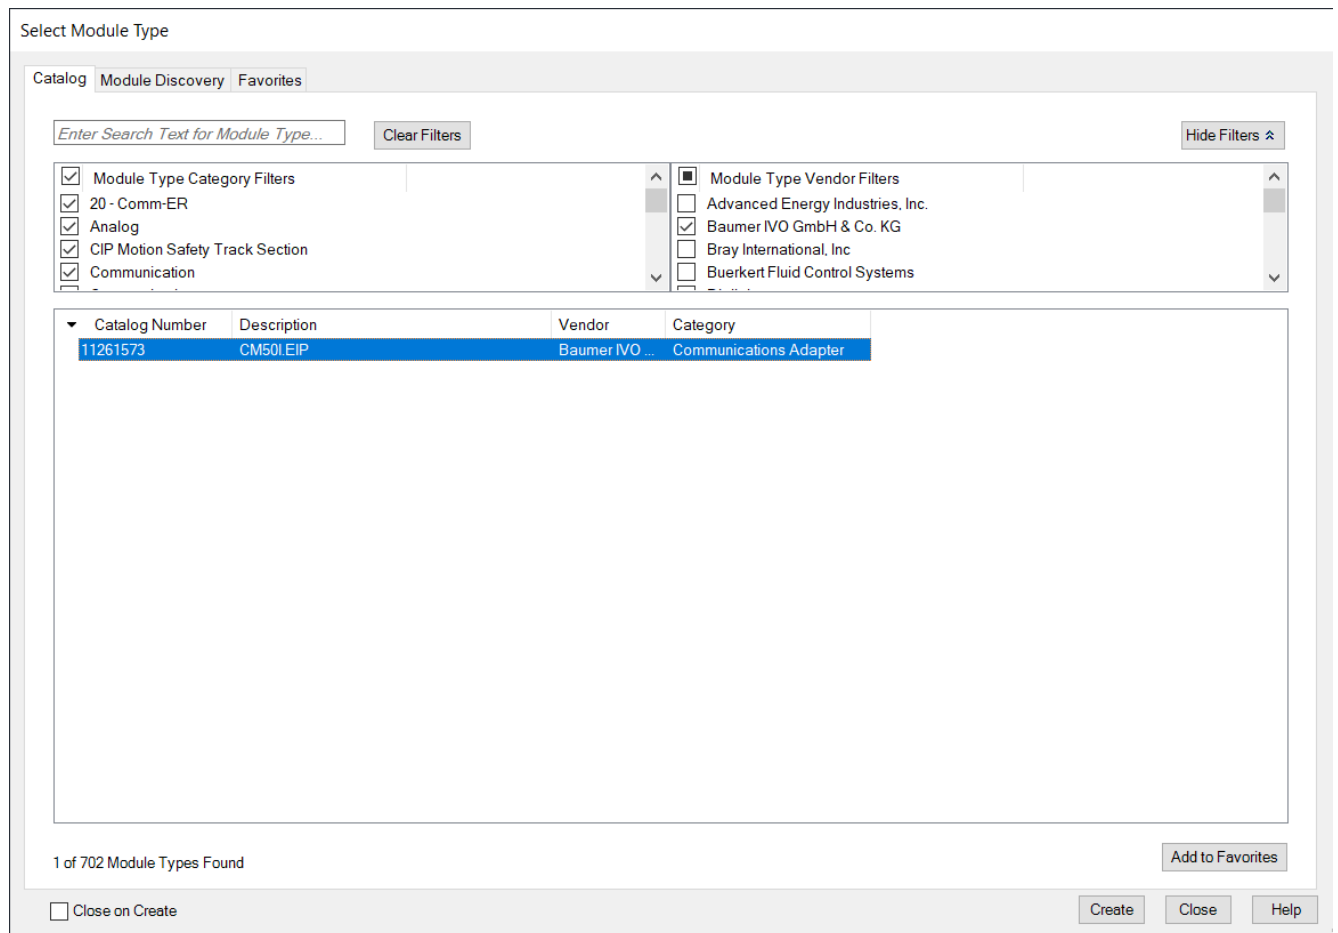 Select Module Type
Catalog Module Discovery Favorites
Enter Search Text for Module Type... Clear Filters Hide Filters
Module Type Category Filters
20 - Comm-ER
Analog
CIP Motion Safety Track Section
Communication
Module Type Vendor Filters
Advanced Energy Industries, Inc.
Baumer IVO GmbH & Co. KG
Bray International, Inc
Buerkert Fluid Control Systems
Catalog Number Description Vendor Category
11261573 CM50I.EIP Baumer IVO ... Communications Adapter
1 of 702 Module Types Found
Add to Favorites
Close on Create
Create Close Help